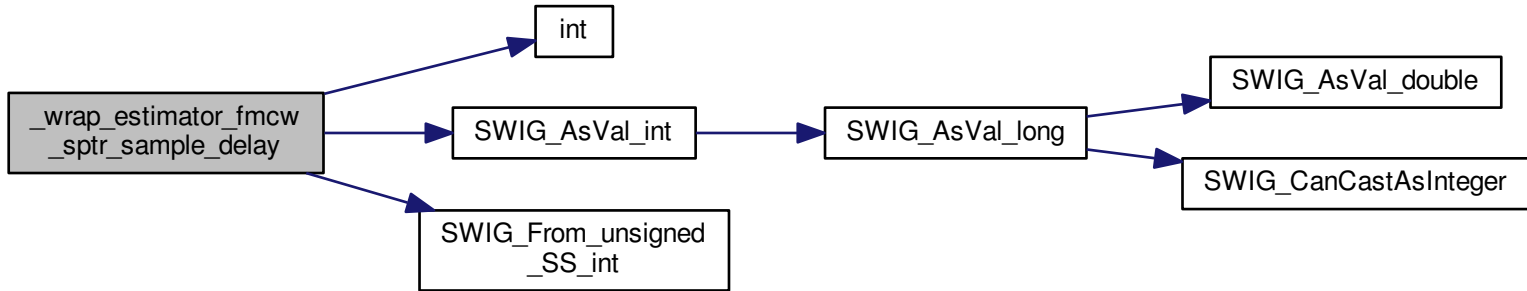 int
_wrap_estimator_fmcw
_sptr_sample_delay
SWIG_AsVal_int
SWIG_From_unsigned
_SS_int
SWIG_AsVal_long
SWIG_AsVal_double
SWIG_CanCastAsInteger